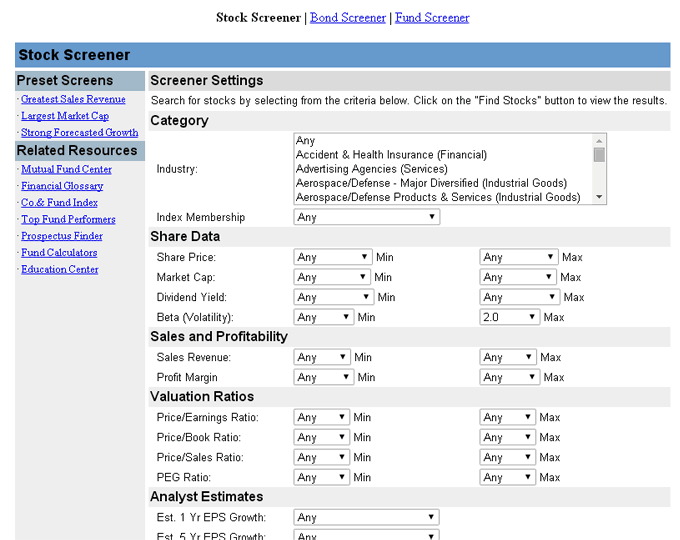 Stock Screener | Bond Screener | Fund Screener
Stock Screener
Preset Screens
· Greatest Sales Revenue
· Largest Market Cap
· Strong Forecasted Growth
Related Resources
· Mutual Fund Center
· Financial Glossary
· Co.& Fund Index
· Top Fund Performers
· Prospectus Finder
· Fund Calculators
· Education Center
Screener Settings
Search for stocks by selecting from the criteria below. Click on the "Find Stocks" button to view the results.
Category
Industry:
Any
Accident & Health Insurance (Financial)
Advertising Agencies (Services)
Aerospace/Defense - Major Diversified (Industrial Goods)
Aerospace/Defense Products & Services (Industrial Goods)
Index Membership Any
Share Data
Share Price: Any Min Any Max
Market Cap: Any Min Any Max
Dividend Yield: Any Min Any Max
Beta (Volatility): Any Min 2.0 Max
Sales and Profitability
Sales Revenue: Any Min Any Max
Profit Margin Any Min Any Max
Valuation Ratios
Price/Earnings Ratio: Any Min Any Max
Price/Book Ratio: Any Min Any Max
Price/Sales Ratio: Any Min Any Max
PEG Ratio: Any Min Any Max
Analyst Estimates
Est. 1 Yr EPS Growth: Any
Est. 5 Yr EPS Growth: Any